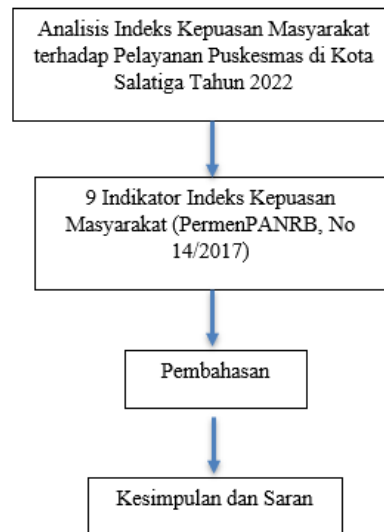 Analisis Indeks Kepuasan Masyarakat
terhadap Pelayanan Puskesmas di Kota
Salatiga Tahun 2022
9 Indikator Indeks Kepuasan
Masyarakat (PermenPANRB, No
14/2017)
Pembahasan
Kesimpulan dan Saran